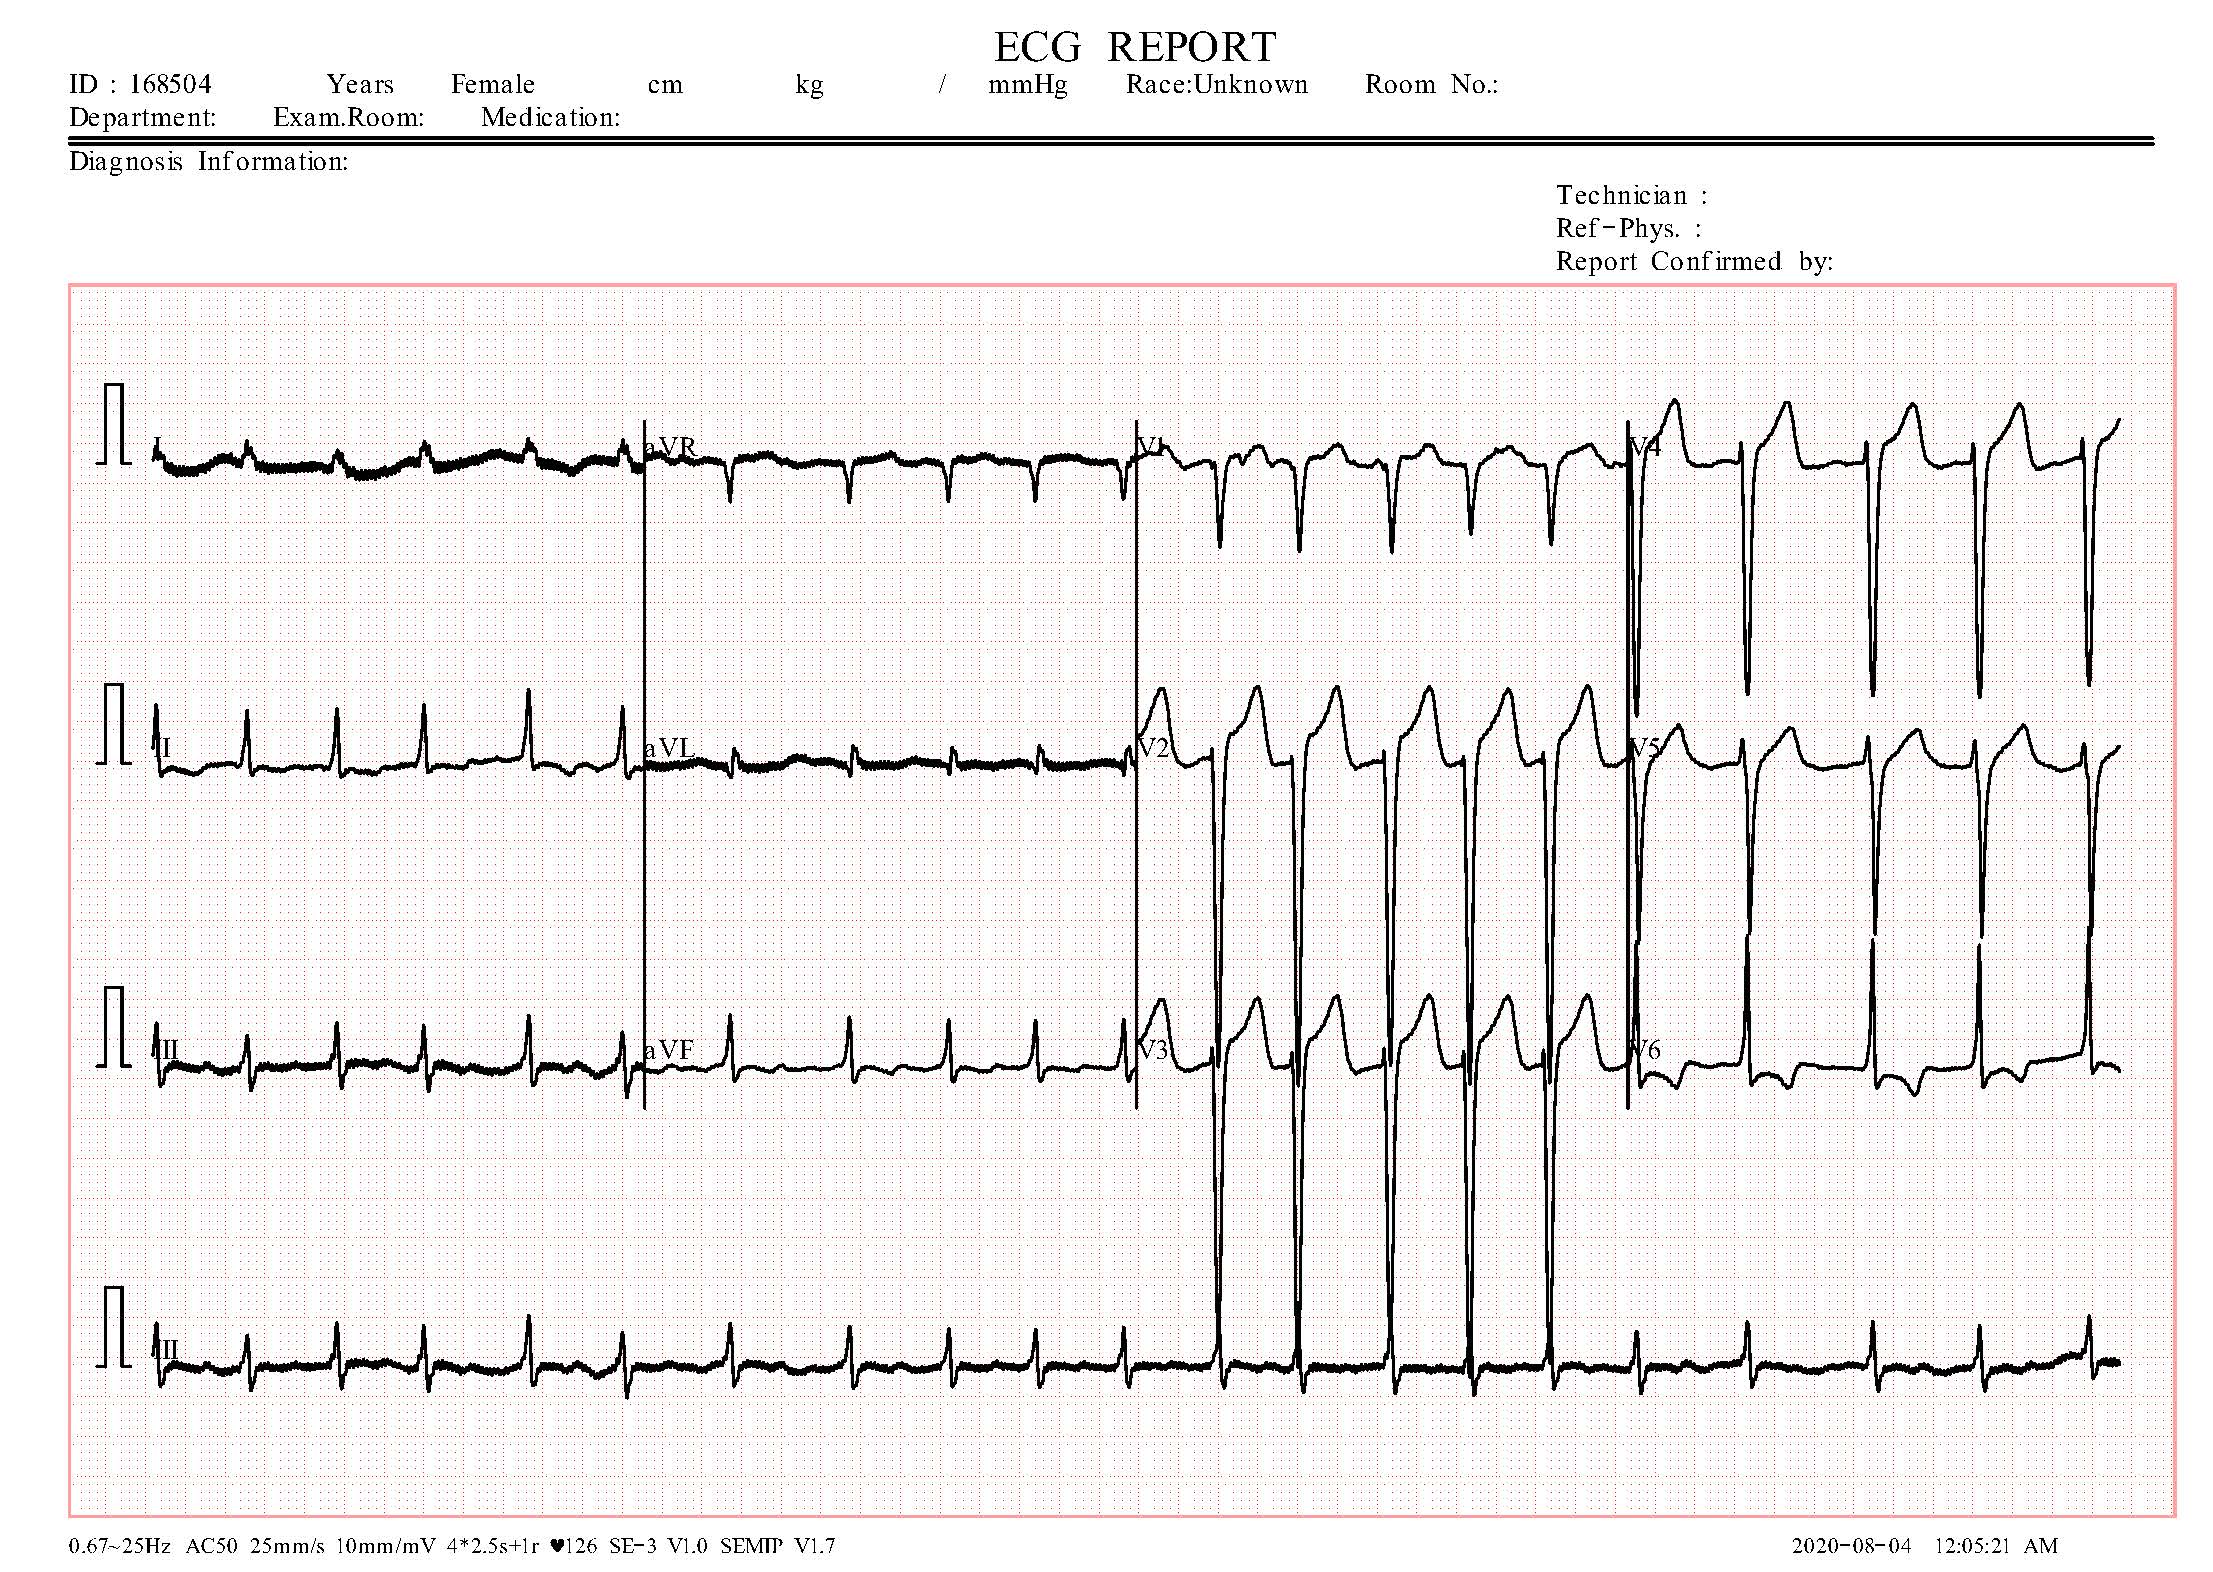 ECG REPORT
ID : 168504 Years Female cm kg / mmHg Race:Unknown Room No.:
Department: Exam.Room: Medication:
Diagnosis Information:
Technician :
Ref-Phys. :
Report Confirmed by:
I aVR V1 V4
II aVL V2 V5
III aVF V3 V6
III
0.67~25Hz AC50 25mm/s 10mm/mV 4*2.5s+1r ♥126 SE-3 V1.0 SEMIP V1.7
2020-08-04 12:05:21 AM